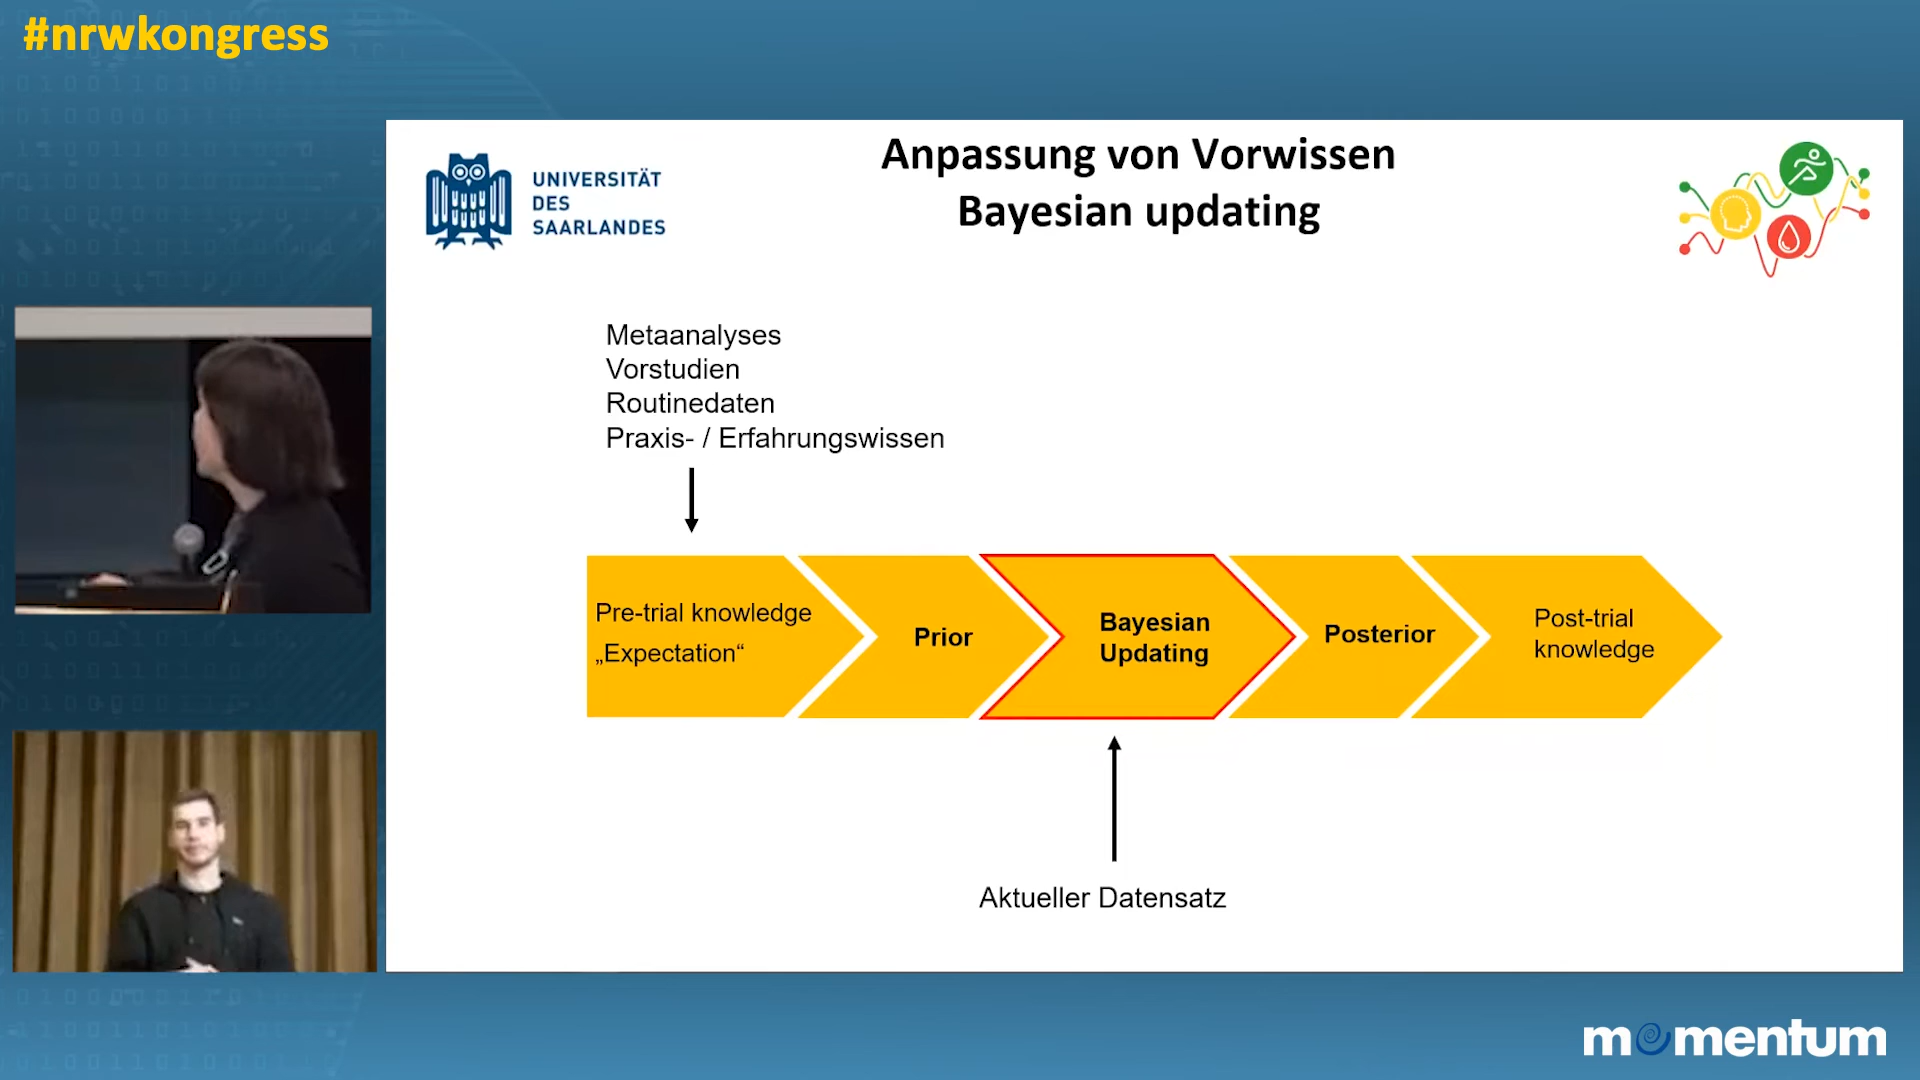 #nrwkongress
UNIVERSITÄT
DES
SAARLANDES
Anpassung von Vorwissen
Bayesian updating
Metaanalyses
Vorstudien
Routinedaten
Praxis- / Erfahrungswissen
Pre-trial knowledge
„Expectation“
Prior
Bayesian
Updating
Posterior
Post-trial
knowledge
Aktueller Datensatz
momentum